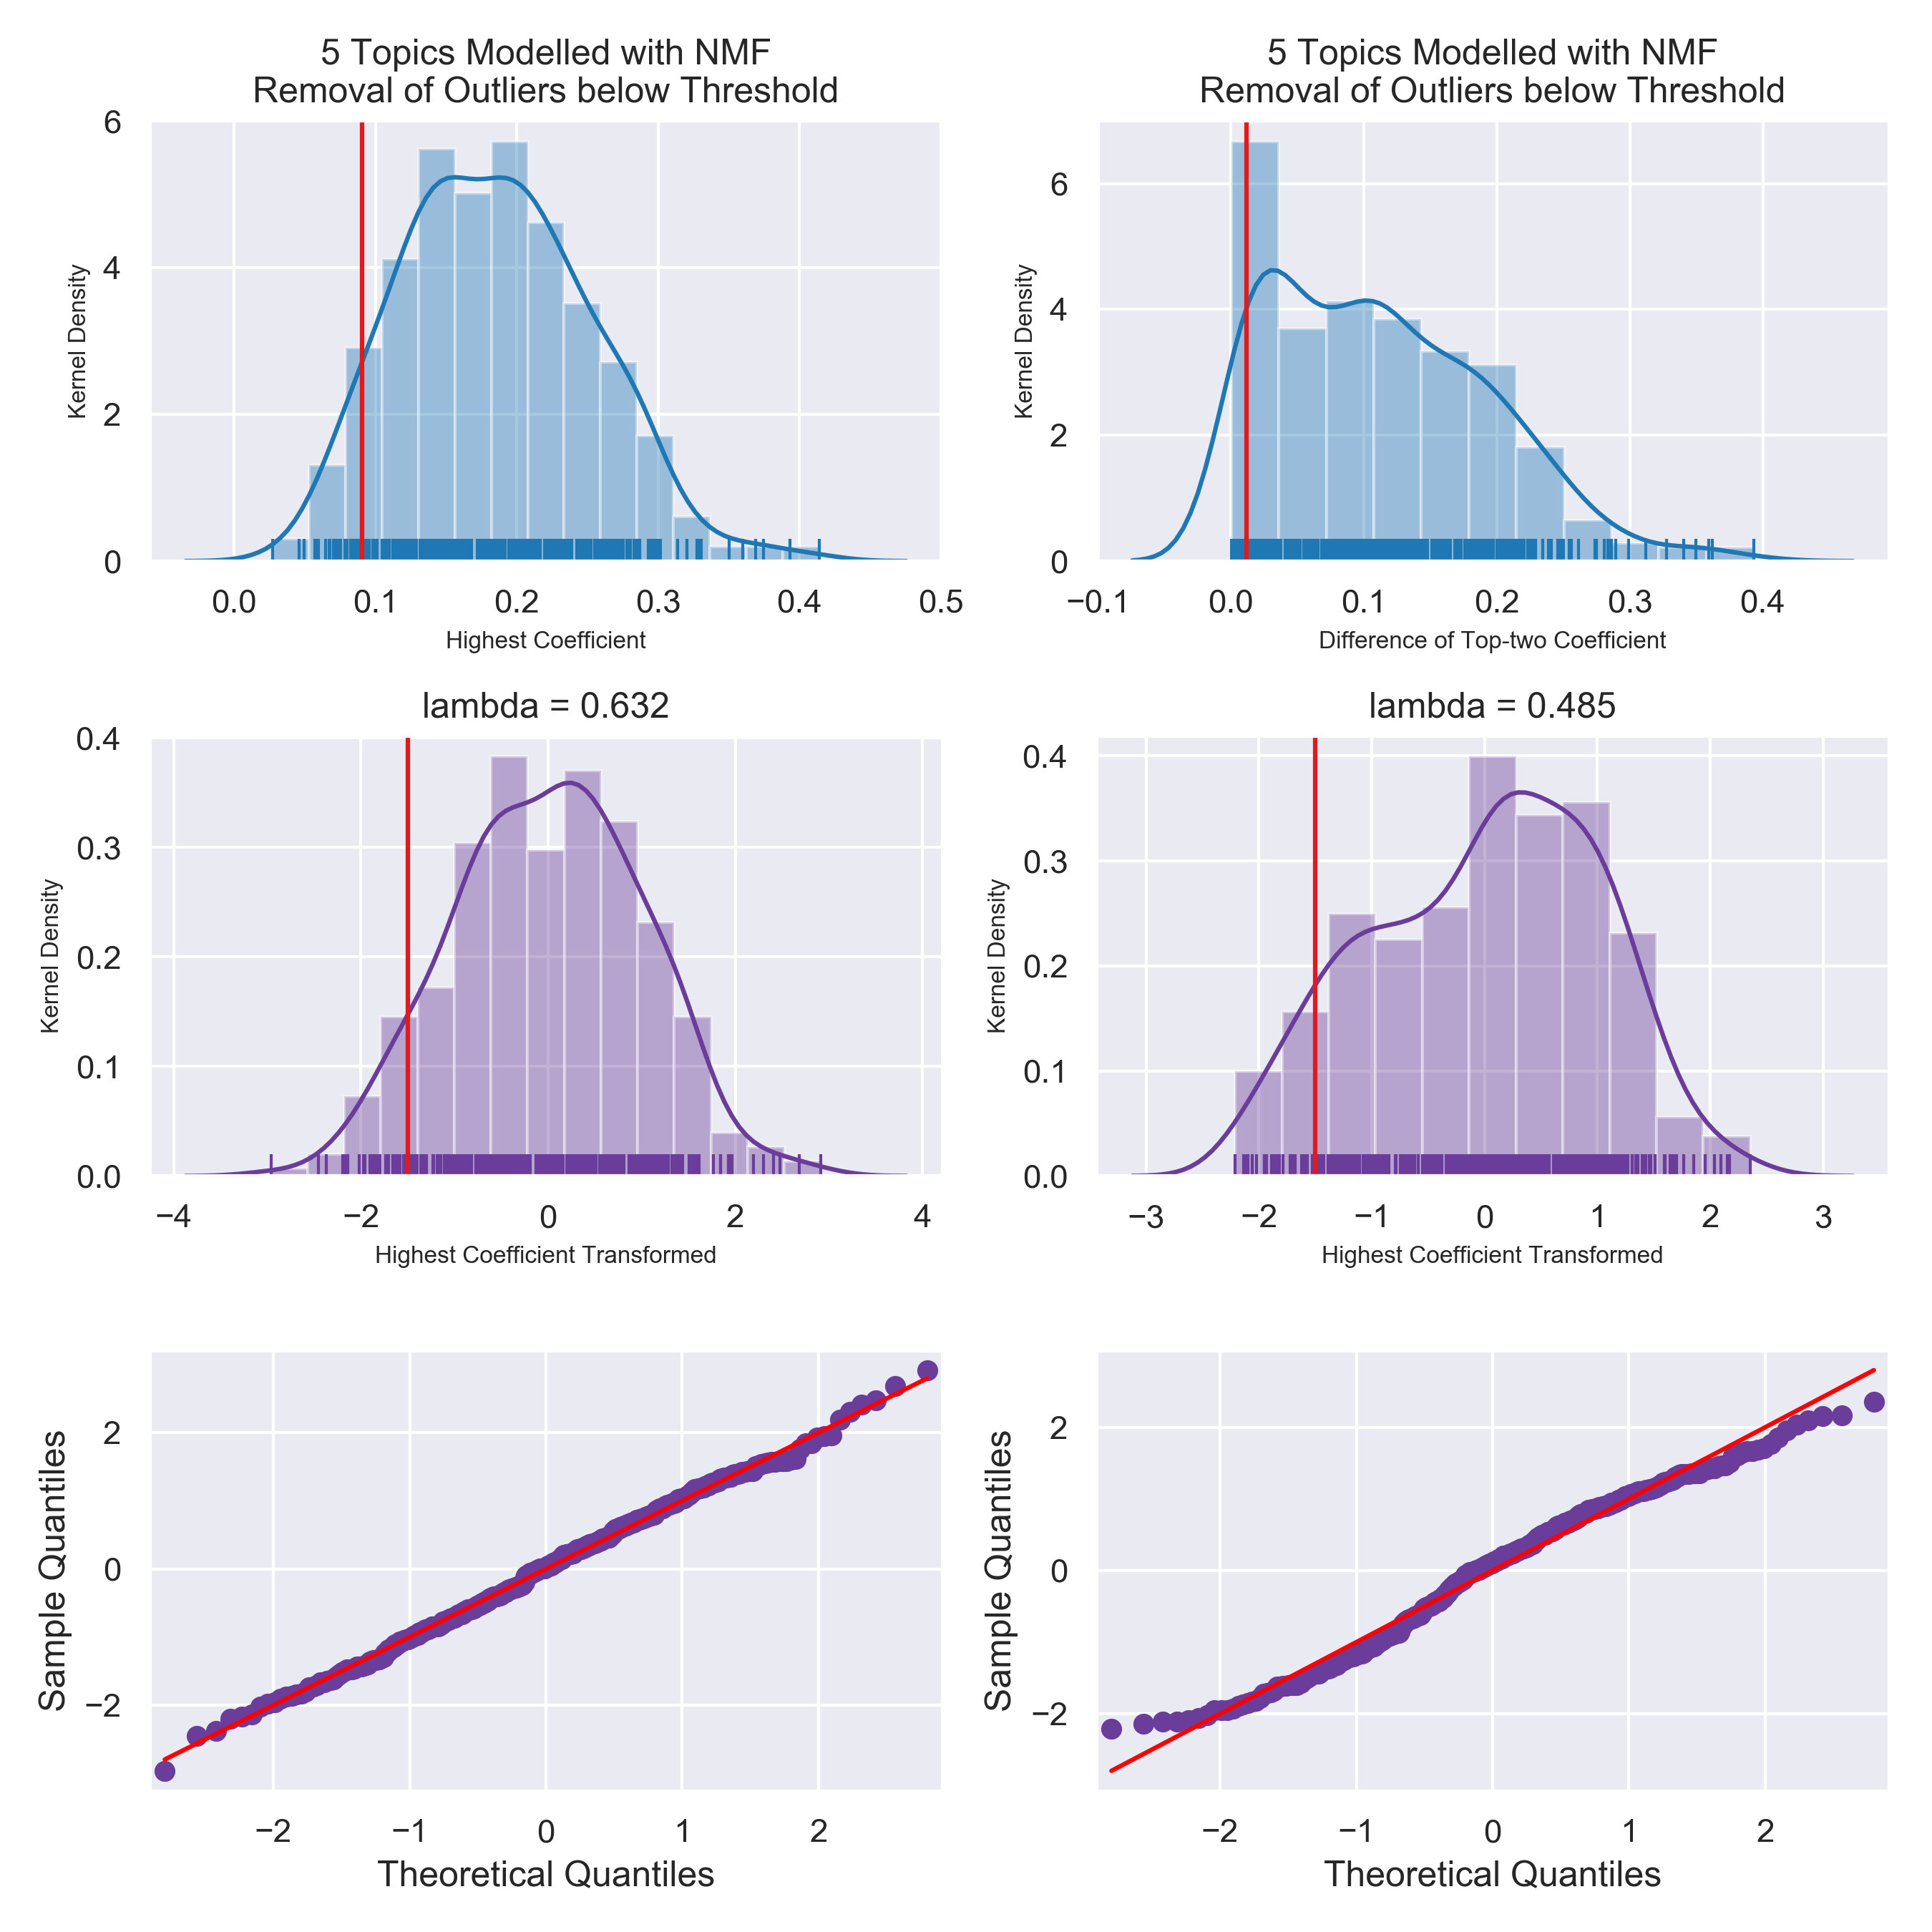 5 Topics Modelled with NMF
Removal of Outliers below Threshold
6
4
2
0
Kernel Density
0.0 0.1 0.2 0.3 0.4 0.5
Highest Coefficient
5 Topics Modelled with NMF
Removal of Outliers below Threshold
6
4
2
0
Kernel Density
−0.1 0.0 0.1 0.2 0.3 0.4
Difference of Top-two Coefficient
lambda = 0.632
0.4
0.3
0.2
0.1
0.0
Kernel Density
−4 −2 0 2 4
Highest Coefficient Transformed
lambda = 0.485
0.4
0.3
0.2
0.1
0.0
Kernel Density
−3 −2 −1 0 1 2 3
Highest Coefficient Transformed
2
0
−2
Sample Quantiles
−2 −1 0 1 2
Theoretical Quantiles
2
0
−2
Sample Quantiles
−2 −1 0 1 2
Theoretical Quantiles